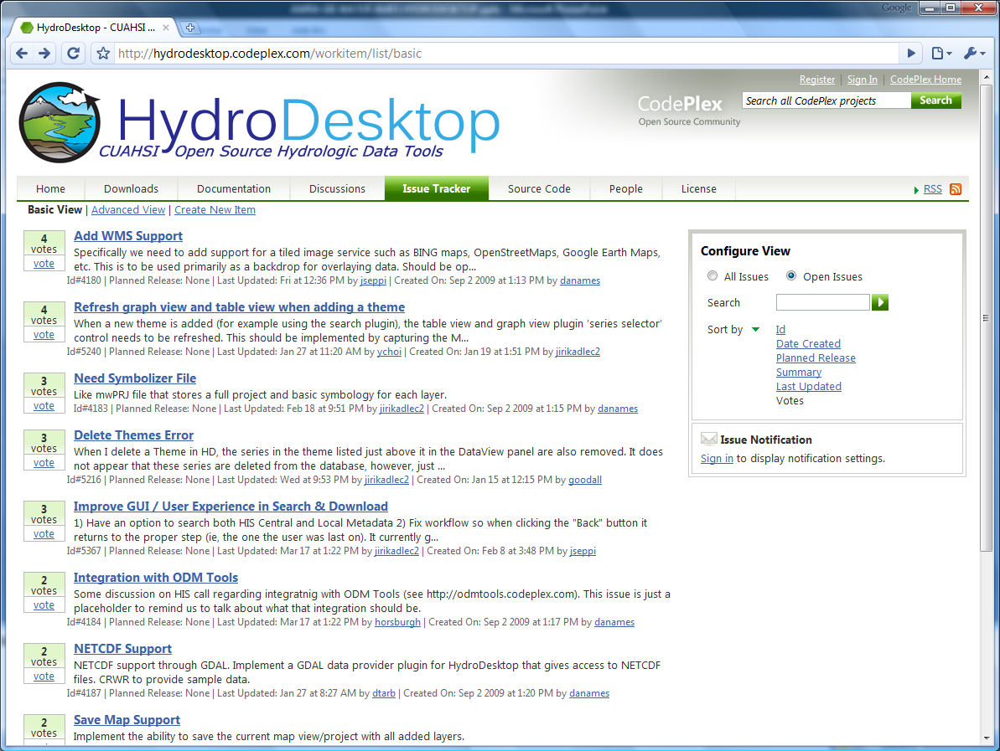 Google
HydroDesktop - CUAHSI ...
http://hydrodesktop.codeplex.com/workitem/list/basic
Register | Sign In | CodePlex Home
HydroDesktop
CUAHSI Open Source Hydrologic Data Tools
CodePlex
Open Source Community
Search all CodePlex projects
Search
Home Downloads Documentation Discussions Issue Tracker Source Code People License RSS
Basic View | Advanced View | Create New Item
4
votes
vote
Add WMS Support
Specifically we need to add support for a tiled image service such as BING maps, OpenStreetMaps, Google Earth Maps,
etc. This is to be used primarily as a backdrop for overlaying data. Should be op...
Id#4180 | Planned Release: None | Last Updated: Fri at 12:36 PM by jseppi | Created On: Sep 2 2009 at 1:13 PM by danames
4
votes
vote
Refresh graph view and table view when adding a theme
When a new theme is added (for example using the search plugin), the table view and graph view plugin 'series selector'
control needs to be refreshed. This should be implemented by capturing the M...
Id#5240 | Planned Release: None | Last Updated: Jan 27 at 11:20 AM by ychoi | Created On: Jan 19 at 1:51 PM by jirikadlec2
3
votes
vote
Need Symbolizer File
Like mwPRJ file that stores a full project and basic symbology for each layer.
Id#4183 | Planned Release: None | Last Updated: Feb 18 at 9:51 PM by jirikadlec2 | Created On: Sep 2 2009 at 1:15 PM by danames
3
votes
vote
Delete Themes Error
When I delete a Theme in HD, the series in the theme listed just above it in the DataView panel are also removed. It does
not appear that these series are deleted from the database, however, just ...
Id#5216 | Planned Release: None | Last Updated: Wed at 9:53 PM by jirikadlec2 | Created On: Jan 15 at 12:15 PM by goodall
3
votes
vote
Improve GUI / User Experience in Search & Download
1) Have an option to search both HIS Central and Local Metadata 2) Fix workflow so when clicking the "Back" button it
returns to the proper step (ie, the one the user was last on). It currently g...
Id#5367 | Planned Release: None | Last Updated: Mar 17 at 1:22 PM by jirikadlec2 | Created On: Feb 8 at 3:48 PM by jseppi
2
votes
vote
Integration with ODM Tools
Some discussion on HIS call regarding integratnig with ODM Tools (see http://odmtools.codeplex.com). This issue is just a
placeholder to remind us to talk about what that integration should be.
Id#4184 | Planned Release: None | Last Updated: Mar 17 at 1:22 PM by horsburgh | Created On: Sep 2 2009 at 1:17 PM by danames
2
votes
vote
NETCDF Support
NETCDF support through GDAL. Implement a GDAL data provider plugin for HydroDesktop that gives access to NETCDF
files. CRWR to provide sample data.
Id#4187 | Planned Release: None | Last Updated: Jan 27 at 8:27 AM by dtarb | Created On: Sep 2 2009 at 1:20 PM by danames
2
votes
Save Map Support
Implement the ability to save the current map view/project with all added layers.
Configure View
All Issues Open Issues
Search
Sort by Id
Date Created
Planned Release
Summary
Last Updated
Votes
Issue Notification
Sign in to display notification settings.